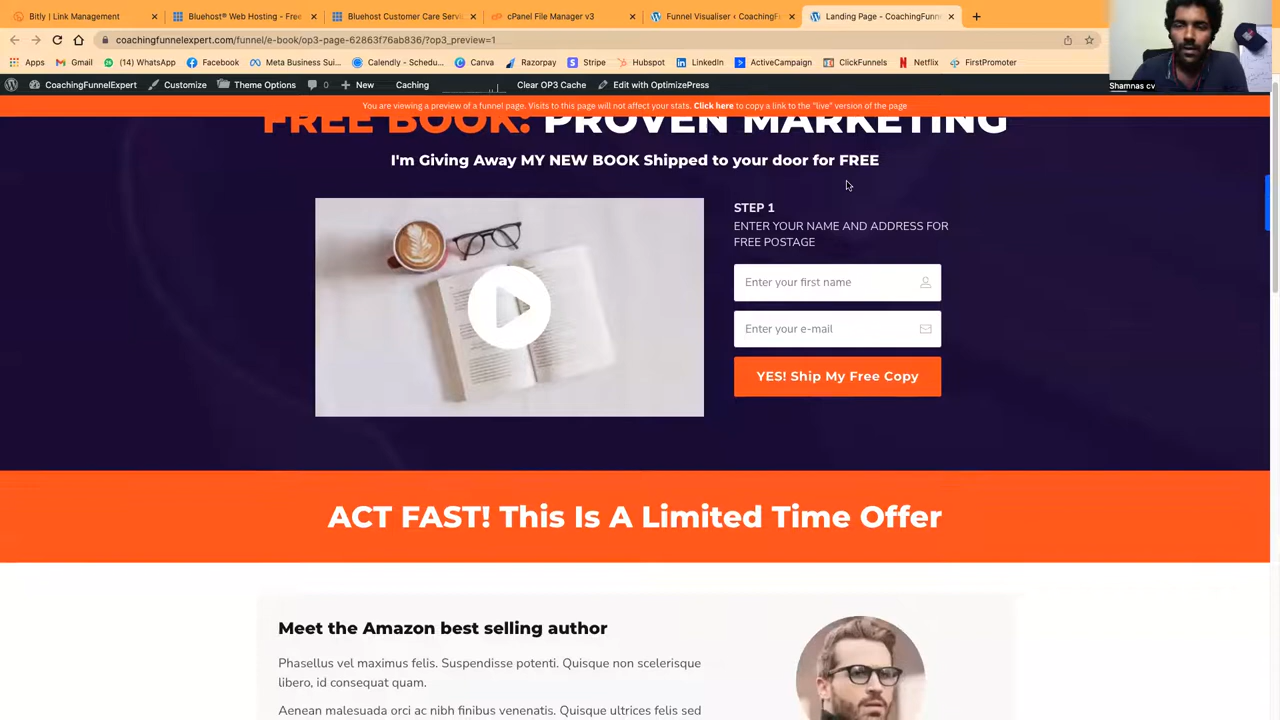 Bitly | Link Management
Bluehost® Web Hosting - Free
Bluehost Customer Care Servi
cPanel File Manager v3
Funnel Visualiser ‹ CoachingF
Landing Page - CoachingFunn
coachingfunnelexpert.com/funnel/e-book/op3-page-62863f76ab836/?op3_preview=1
Apps
Gmail
(14) WhatsApp
Facebook
Meta Business Sui...
Calendly - Schedu...
Canva
Razorpay
Stripe
Hubspot
LinkedIn
ActiveCampaign
ClickFunnels
Netflix
FirstPromoter
Shamnas cv
CoachingFunnelExpert
Customize
Theme Options
0
New
Caching
Clear OP3 Cache
Edit with OptimizePress
You are viewing a preview of a funnel page. Visits to this page will not affect your stats. Click here to copy a link to the "live" version of the page
FREE BOOK: PROVEN MARKETING
I'm Giving Away MY NEW BOOK Shipped to your door for FREE
STEP 1
ENTER YOUR NAME AND ADDRESS FOR
FREE POSTAGE
Enter your first name
Enter your e-mail
YES! Ship My Free Copy
ACT FAST! This Is A Limited Time Offer
Meet the Amazon best selling author
Phasellus vel maximus felis. Suspendisse potenti. Quisque non scelerisque
libero, id consequat quam.
Aenean malesuada orci ac nibh finibus venenatis. Quisque ultrices felis sed